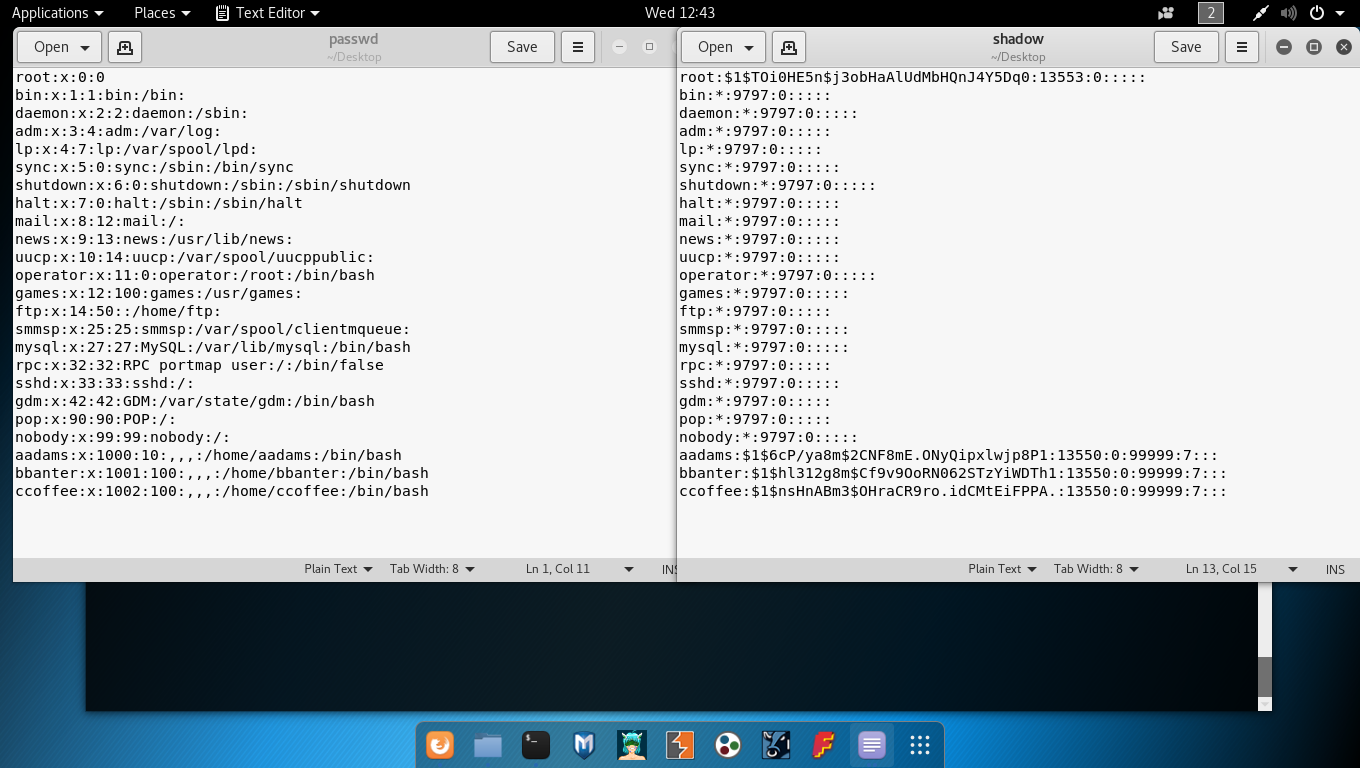 Applications Places Text Editor Wed 12:43 2
Open passwd ~/Desktop Save
root:x:0:0
bin:x:1:1:bin:/bin:
daemon:x:2:2:daemon:/sbin:
adm:x:3:4:adm:/var/log:
lp:x:4:7:lp:/var/spool/lpd:
sync:x:5:0:sync:/sbin:/bin/sync
shutdown:x:6:0:shutdown:/sbin:/sbin/shutdown
halt:x:7:0:halt:/sbin:/sbin/halt
mail:x:8:12:mail:/:
news:x:9:13:news:/usr/lib/news:
uucp:x:10:14:uucp:/var/spool/uucppublic:
operator:x:11:0:operator:/root:/bin/bash
games:x:12:100:games:/usr/games:
ftp:x:14:50::/home/ftp:
smmsp:x:25:25:smmsp:/var/spool/clientmqueue:
mysql:x:27:27:MySQL:/var/lib/mysql:/bin/bash
rpc:x:32:32:RPC portmap user:/:/bin/false
sshd:x:33:33:sshd:/:
gdm:x:42:42:GDM:/var/state/gdm:/bin/bash
pop:x:90:90:POP:/:
nobody:x:99:99:nobody:/:
aadams:x:1000:10:,,,:/home/aadams:/bin/bash
bbanter:x:1001:100:,,,:/home/bbanter:/bin/bash
ccoffee:x:1002:100:,,,:/home/ccoffee:/bin/bash
Plain Text Tab Width: 8 Ln 1, Col 11 INS
Open shadow ~/Desktop Save
root:$1$TOi0HE5n$j3obHaAlUdMbHQnJ4Y5Dq0:13553:0:::::
bin:*:9797:0:::::
daemon:*:9797:0:::::
adm:*:9797:0:::::
lp:*:9797:0:::::
sync:*:9797:0:::::
shutdown:*:9797:0:::::
halt:*:9797:0:::::
mail:*:9797:0:::::
news:*:9797:0:::::
uucp:*:9797:0:::::
operator:*:9797:0:::::
games:*:9797:0:::::
ftp:*:9797:0:::::
smmsp:*:9797:0:::::
mysql:*:9797:0:::::
rpc:*:9797:0:::::
sshd:*:9797:0:::::
gdm:*:9797:0:::::
pop:*:9797:0:::::
nobody:*:9797:0:::::
aadams:$1$6cP/ya8m$2CNF8mE.ONyQipxlwjp8P1:13550:0:99999:7:::
bbanter:$1$hl312g8m$Cf9v9OoRN062STzYiWDTh1:13550:0:99999:7:::
ccoffee:$1$nsHnABm3$OHraCR9ro.idCMtEiFPPA.:13550:0:99999:7:::
Plain Text Tab Width: 8 Ln 13, Col 15 INS